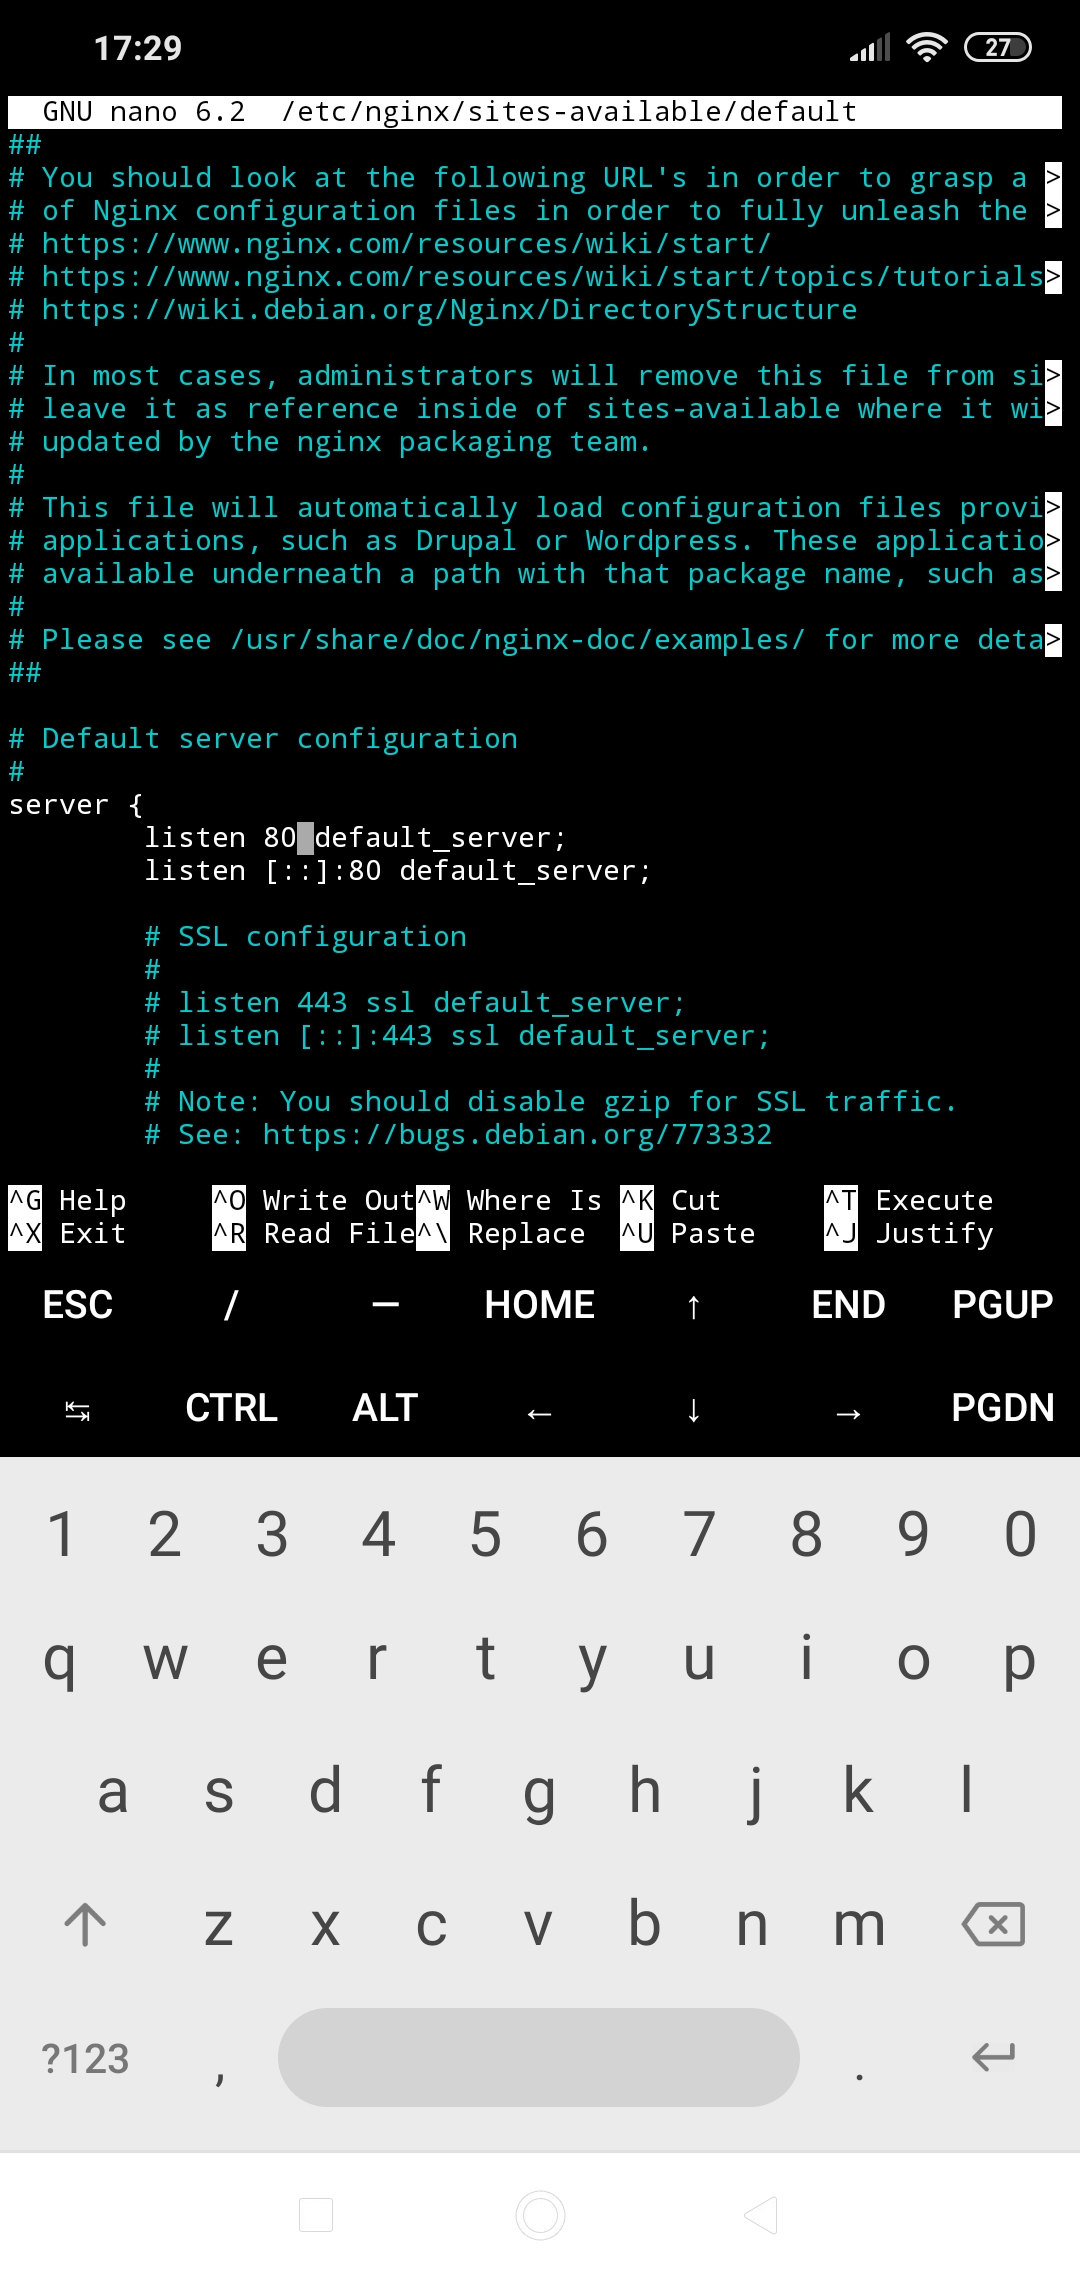 17:29
27
GNU nano 6.2 /etc/nginx/sites-available/default
##
# You should look at the following URL's in order to grasp a >
# of Nginx configuration files in order to fully unleash the >
# https://www.nginx.com/resources/wiki/start/
# https://www.nginx.com/resources/wiki/start/topics/tutorials>
# https://wiki.debian.org/Nginx/DirectoryStructure
#
# In most cases, administrators will remove this file from si>
# leave it as reference inside of sites-available where it wi>
# updated by the nginx packaging team.
#
# This file will automatically load configuration files provi>
# applications, such as Drupal or Wordpress. These applicatio>
# available underneath a path with that package name, such as>
#
# Please see /usr/share/doc/nginx-doc/examples/ for more deta>
##
# Default server configuration
#
server {
listen 80 default_server;
listen [::]:80 default_server;
# SSL configuration
#
# listen 443 ssl default_server;
# listen [::]:443 ssl default_server;
#
# Note: You should disable gzip for SSL traffic.
# See: https://bugs.debian.org/773332
^G Help ^O Write Out ^W Where Is ^K Cut ^T Execute
^X Exit ^R Read File ^\ Replace ^U Paste ^J Justify
ESC / — HOME ↑ END PGUP
↹ CTRL ALT ← ↓ → PGDN
1 2 3 4 5 6 7 8 9 0
q w e r t y u i o p
a s d f g h j k l
z x c v b n m
?123 , .